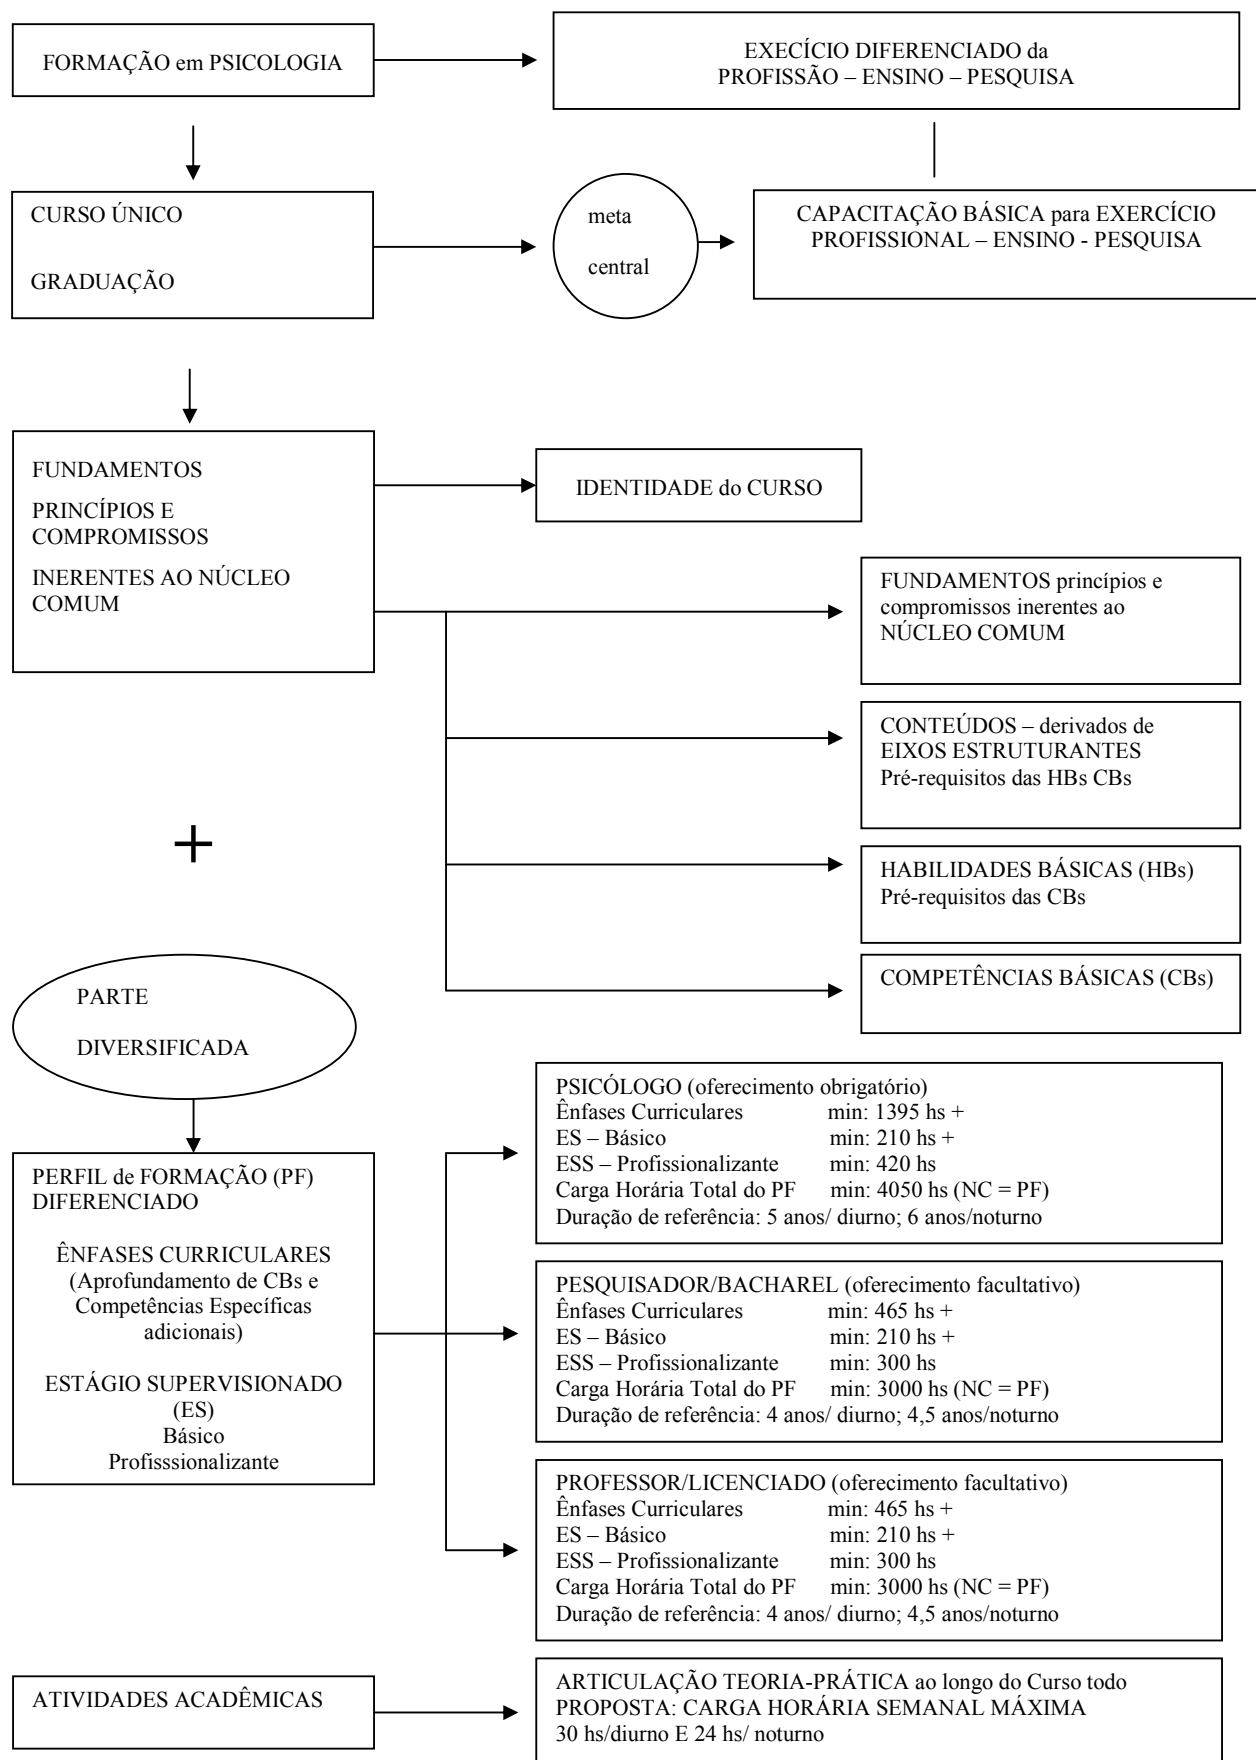 FORMAÇÃO em PSICOLOGIA
EXECÍCIO DIFERENCIADO da
PROFISSÃO – ENSINO – PESQUISA
CURSO ÚNICO
GRADUAÇÃO
meta
central
CAPACITAÇÃO BÁSICA para EXERCÍCIO
PROFISSIONAL – ENSINO - PESQUISA
FUNDAMENTOS
PRINCÍPIOS E
COMPROMISSOS
INERENTES AO NÚCLEO
COMUM
IDENTIDADE do CURSO
FUNDAMENTOS princípios e
compromissos inerentes ao
NÚCLEO COMUM
CONTEÚDOS – derivados de
EIXOS ESTRUTURANTES
Pré-requisitos das HBs CBs
+
HABILIDADES BÁSICAS (HBs)
Pré-requisitos das CBs
COMPETÊNCIAS BÁSICAS (CBs)
PARTE
DIVERSIFICADA
PERFIL de FORMAÇÃO (PF)
DIFERENCIADO
ÊNFASES CURRICULARES
(Aprofundamento de CBs e
Competências Específicas
adicionais)
ESTÁGIO SUPERVISIONADO
(ES)
Básico
Profisssionalizante
PSICÓLOGO (oferecimento obrigatório)
Ênfases Curriculares min: 1395 hs +
ES – Básico min: 210 hs +
ESS – Profissionalizante min: 420 hs
Carga Horária Total do PF min: 4050 hs (NC = PF)
Duração de referência: 5 anos/ diurno; 6 anos/noturno
PESQUISADOR/BACHAREL (oferecimento facultativo)
Ênfases Curriculares min: 465 hs +
ES – Básico min: 210 hs +
ESS – Profissionalizante min: 300 hs
Carga Horária Total do PF min: 3000 hs (NC = PF)
Duração de referência: 4 anos/ diurno; 4,5 anos/noturno
PROFESSOR/LICENCIADO (oferecimento facultativo)
Ênfases Curriculares min: 465 hs +
ES – Básico min: 210 hs +
ESS – Profissionalizante min: 300 hs
Carga Horária Total do PF min: 3000 hs (NC = PF)
Duração de referência: 4 anos/ diurno; 4,5 anos/noturno
ATIVIDADES ACADÊMICAS
ARTICULAÇÃO TEORIA-PRÁTICA ao longo do Curso todo
PROPOSTA: CARGA HORÁRIA SEMANAL MÁXIMA
30 hs/diurno E 24 hs/ noturno